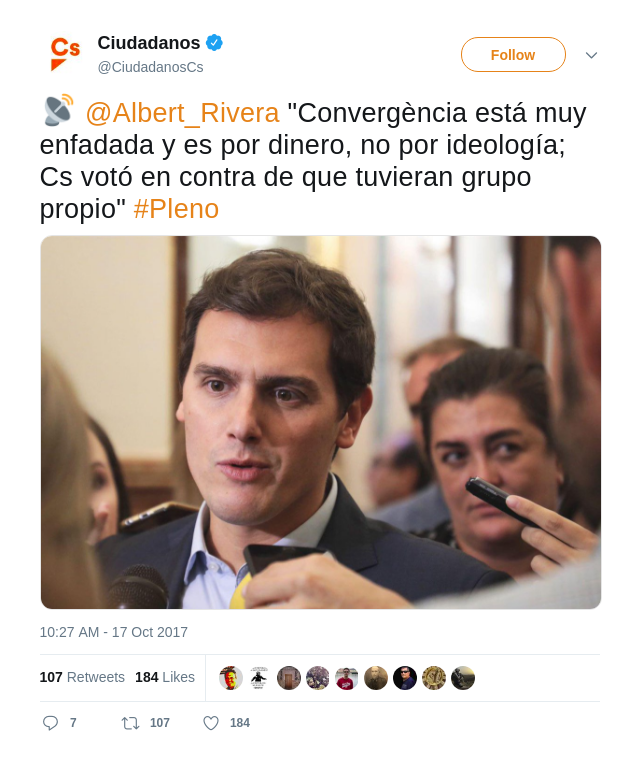 Cs
Ciudadanos
@CiudadanosCs
Follow
@Albert_Rivera "Convergència está muy
enfadada y es por dinero, no por ideología;
Cs votó en contra de que tuvieran grupo
propio" #Pleno
10:27 AM - 17 Oct 2017
107 Retweets 184 Likes
7 107 184